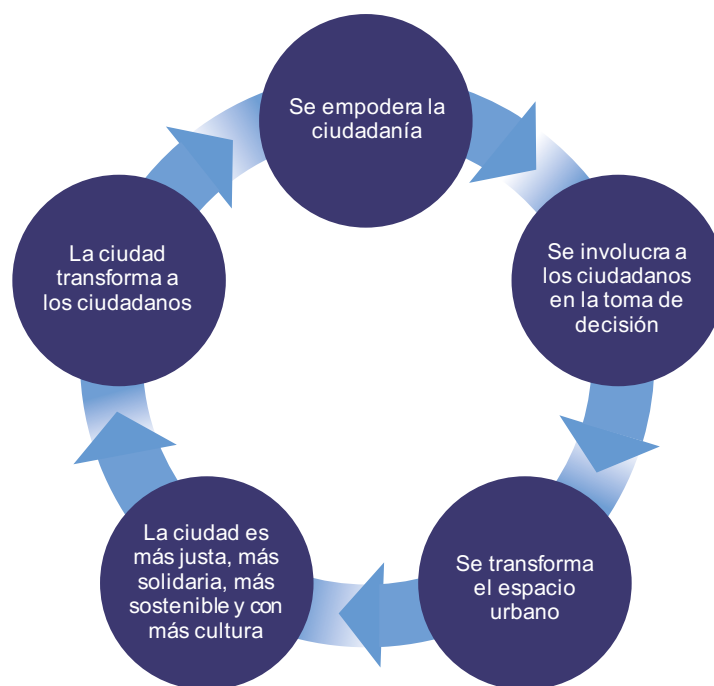 Se empodera la
ciudadanía
Se involucra a
los ciudadanos
en la toma de
decisión
Se transforma
el espacio
urbano
La ciudad es
más justa, más
solidaria, más
sostenible y con
más cultura
La ciudad
transforma a
los ciudadanos